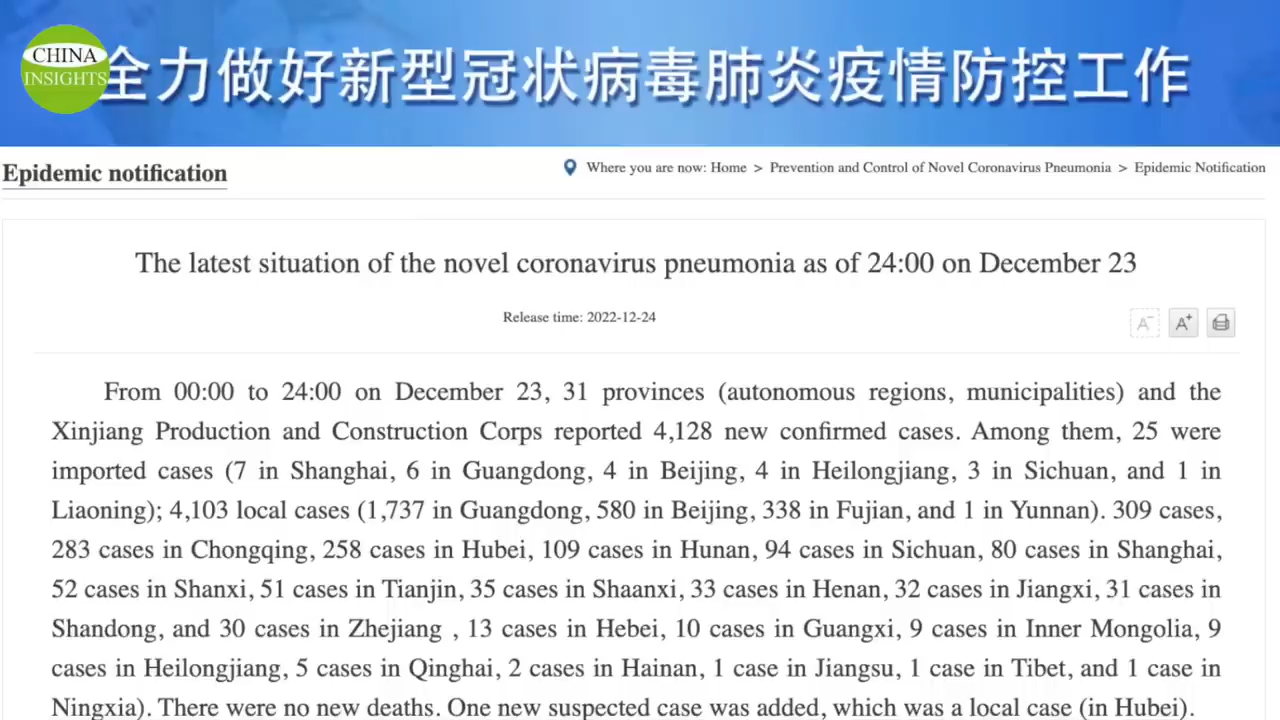 CHINA
INSIGHTS
全力做好新型冠状病毒肺炎疫情防控工作
Epidemic notification
Where you are now: Home > Prevention and Control of Novel Coronavirus Pneumonia > Epidemic Notification
The latest situation of the novel coronavirus pneumonia as of 24:00 on December 23
Release time: 2022-12-24
A- A+
From 00:00 to 24:00 on December 23, 31 provinces (autonomous regions, municipalities) and the
Xinjiang Production and Construction Corps reported 4,128 new confirmed cases. Among them, 25 were
imported cases (7 in Shanghai, 6 in Guangdong, 4 in Beijing, 4 in Heilongjiang, 3 in Sichuan, and 1 in
Liaoning); 4,103 local cases (1,737 in Guangdong, 580 in Beijing, 338 in Fujian, and 1 in Yunnan). 309 cases,
283 cases in Chongqing, 258 cases in Hubei, 109 cases in Hunan, 94 cases in Sichuan, 80 cases in Shanghai,
52 cases in Shanxi, 51 cases in Tianjin, 35 cases in Shaanxi, 33 cases in Henan, 32 cases in Jiangxi, 31 cases in
Shandong, and 30 cases in Zhejiang , 13 cases in Hebei, 10 cases in Guangxi, 9 cases in Inner Mongolia, 9
cases in Heilongjiang, 5 cases in Qinghai, 2 cases in Hainan, 1 case in Jiangsu, 1 case in Tibet, and 1 case in
Ningxia). There were no new deaths. One new suspected case was added, which was a local case (in Hubei).